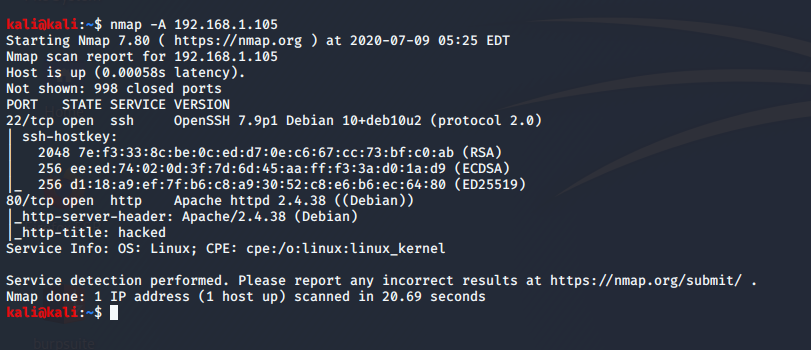 kali@kali:~$ nmap -A 192.168.1.105
Starting Nmap 7.80 ( https://nmap.org ) at 2020-07-09 05:25 EDT
Nmap scan report for 192.168.1.105
Host is up (0.00058s latency).
Not shown: 998 closed ports
PORT   STATE SERVICE VERSION
22/tcp open  ssh     OpenSSH 7.9p1 Debian 10+deb10u2 (protocol 2.0)
| ssh-hostkey:
|   2048 7e:f3:33:8c:be:0c:ed:d7:0e:c6:67:cc:73:bf:c0:ab (RSA)
|   256 ee:ed:74:02:0d:3f:7d:6d:45:aa:ff:f3:3a:d0:1a:d9 (ECDSA)
|_  256 d1:18:a9:ef:7f:b6:c8:a9:30:52:c8:e6:b6:ec:64:80 (ED25519)
80/tcp open  http    Apache httpd 2.4.38 ((Debian))
|_http-server-header: Apache/2.4.38 (Debian)
|_http-title: hacked
Service Info: OS: Linux; CPE: cpe:/o:linux:linux_kernel
Service detection performed. Please report any incorrect results at https://nmap.org/submit/ .
Nmap done: 1 IP address (1 host up) scanned in 20.69 seconds
kali@kali:~$
burpsuite